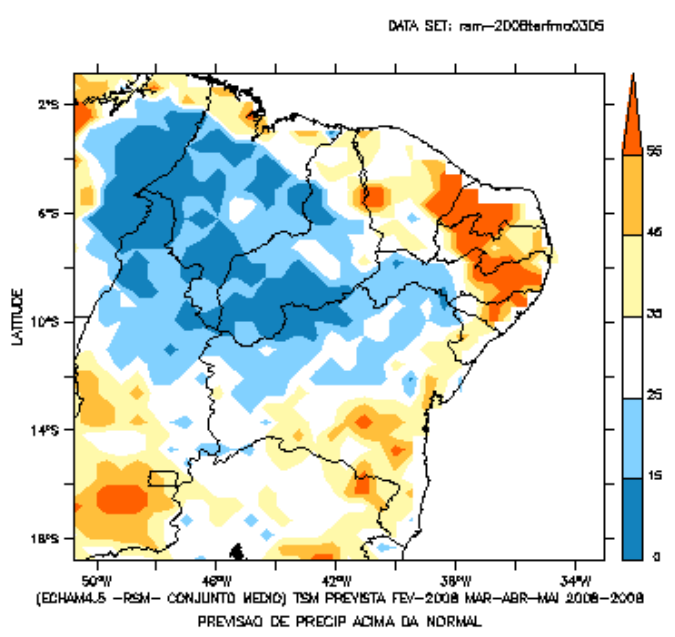 DATA SET: rsm-2008terfma0305
2°S
6°S
10°S
14°S
18°S
LATITUDE
55
45
35
25
15
0
50°W 46°W 42°W 38°W 34°W
(ECHAM4.5 -RSM- CONJUNTO MEDIO) TSM PREVISTA FEV-2008 MAR-ABR-MAI 2008-2008
PREVISAO DE PRECIP ACIMA DA NORMAL